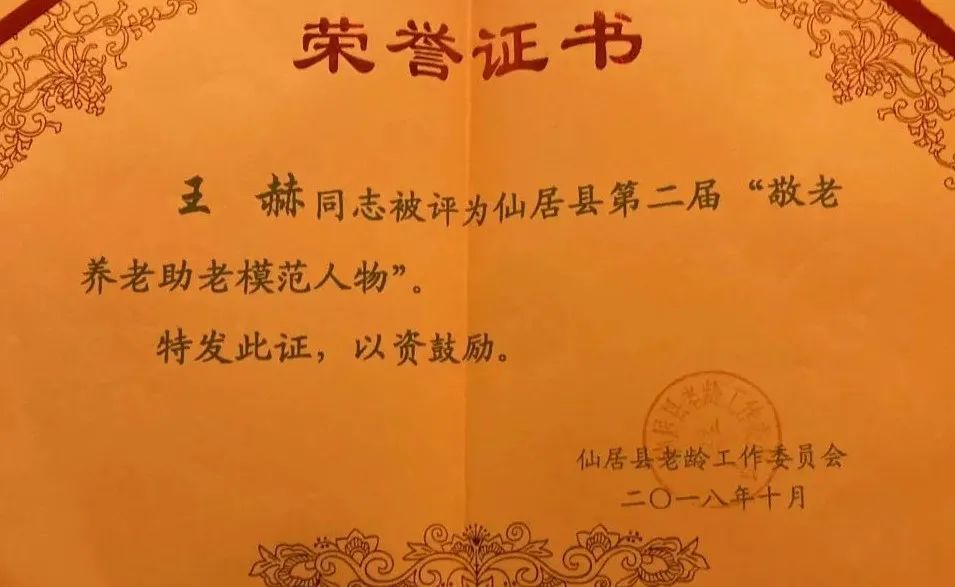 荣誉证书
王 赫同志被评为仙居县第二届“敬老
养老助老模范人物”。
特发此证，以资鼓励。
仙居县老龄工作委员会
二〇一八年十月